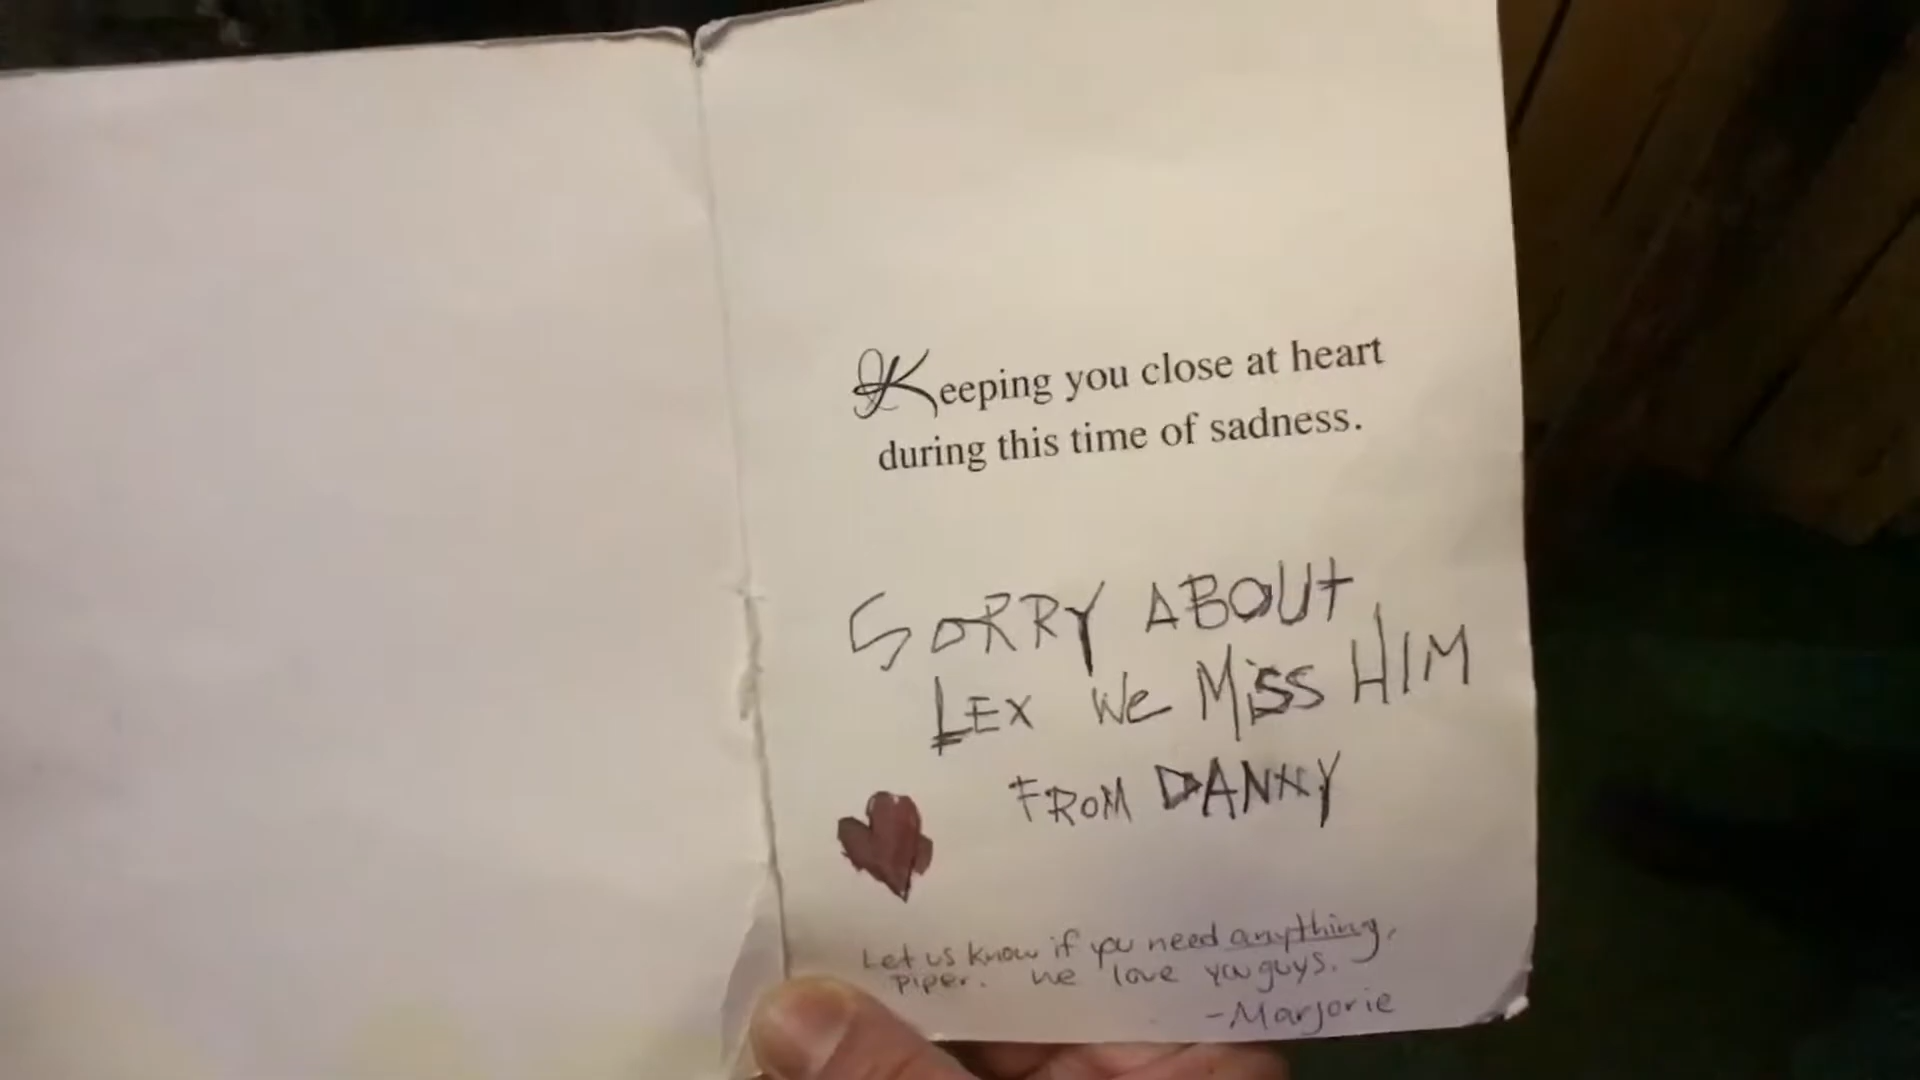 Keeping you close at heart
during this time of sadness.
SORRY ABOUT
LEX We MiSS HIM
FROM DANNY
Let us know if you need anything,
piper. we love you guys.
-Marjorie